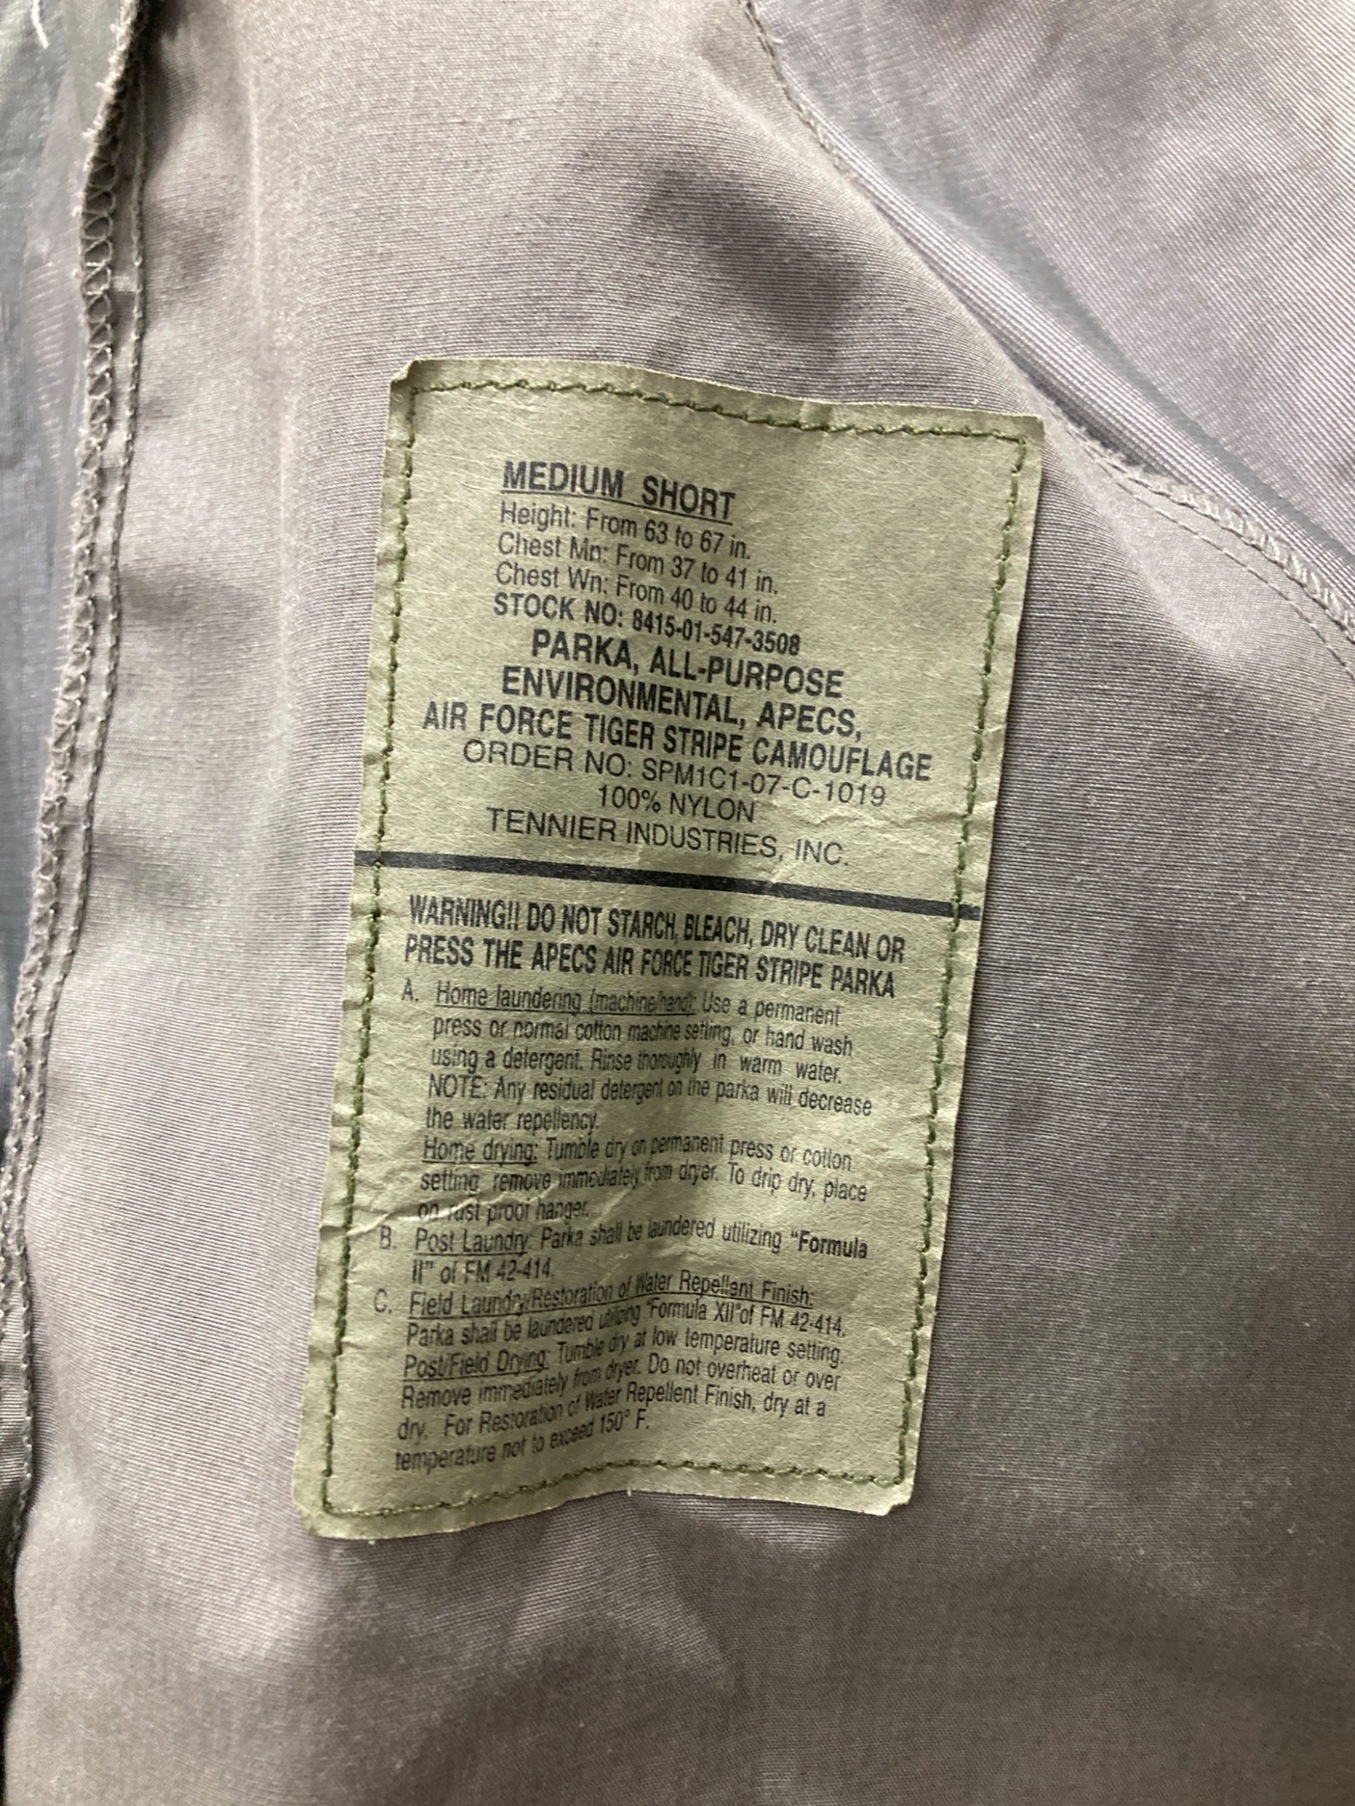 MEDIUM SHORT
Height: From 63 to 67 in.
Chest Mn: From 37 to 41 in.
Chest Wn: From 40 to 44 in.
STOCK NO: 8415-01-547-3508
PARKA, ALL-PURPOSE
ENVIRONMENTAL, APECS,
AIR FORCE TIGER STRIPE CAMOUFLAGE
ORDER NO: SPM1C1-07-C-1019
100% NYLON
TENNIER INDUSTRIES, INC.
WARNING!! DO NOT STARCH, BLEACH, DRY CLEAN OR
PRESS THE APECS AIR FORCE TIGER STRIPE PARKA
A. Home laundering (machine/hand): Use a permanent
press or normal cotton machine setting, or hand wash
using a detergent. Rinse thoroughly in warm water.
NOTE: Any residual detergent on the parka will decrease
the water repellency.
Home drying: Tumble dry on permanent press or cotton
setting, remove immediately from dryer. To drip dry, place
on rust proof hanger.
B. Post Laundry: Parka shall be laundered utilizing "Formula
II" of FM 42-414.
C. Field Laundry/Restoration of Water Repellent Finish:
Parka shall be laundered utilizing "Formula XII" of FM 42-414.
Post/Field Drying: Tumble dry at low temperature setting.
Remove immediately from dryer. Do not overheat or over
dry. For Restoration of Water Repellent Finish, dry at a
temperature not to exceed 150° F.